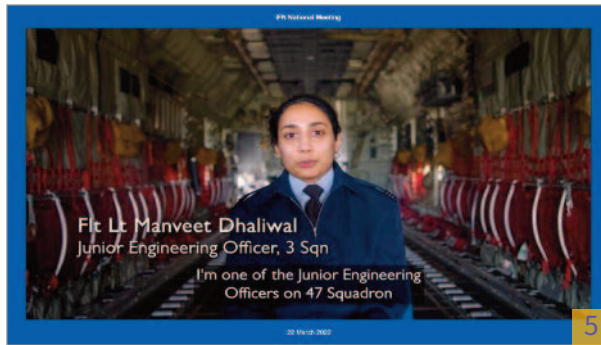 IFN National Meeting
Flt Lt Manveet Dhaliwal
Junior Engineering Officer, 3 Sqn
I'm one of the Junior Engineering
Officers on 47 Squadron
22 March 2022
5